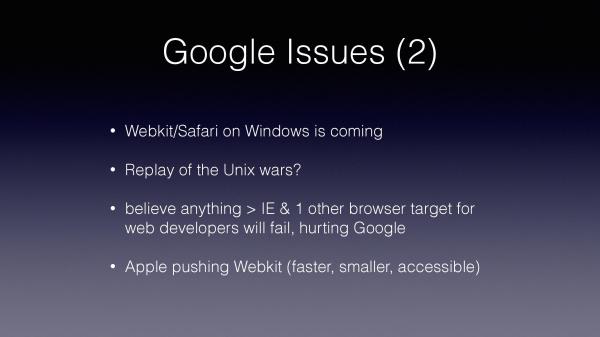 Google Issues (2)
• Webkit/Safari on Windows is coming
• Replay of the Unix wars?
• believe anything > IE & 1 other browser target for
web developers will fail, hurting Google
• Apple pushing Webkit (faster, smaller, accessible)